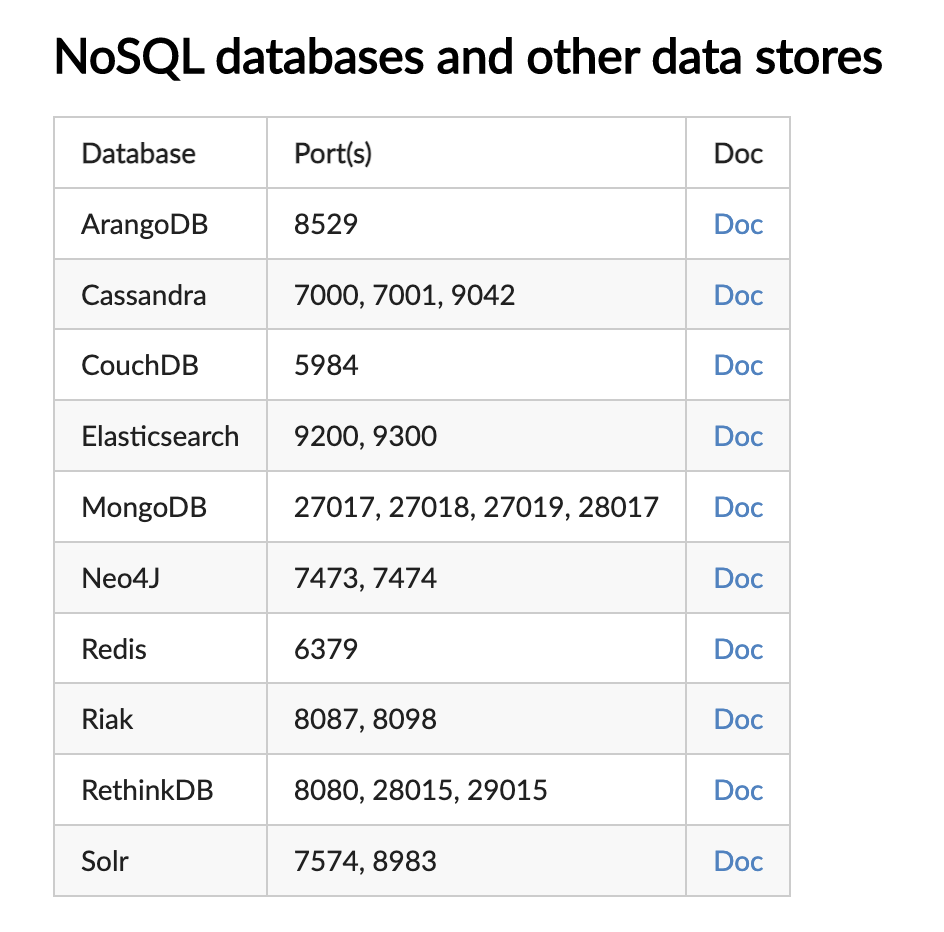 NoSQL databases and other data stores
Database Port(s) Doc
ArangoDB 8529 Doc
Cassandra 7000, 7001, 9042 Doc
CouchDB 5984 Doc
Elasticsearch 9200, 9300 Doc
MongoDB 27017, 27018, 27019, 28017 Doc
Neo4J 7473, 7474 Doc
Redis 6379 Doc
Riak 8087, 8098 Doc
RethinkDB 8080, 28015, 29015 Doc
Solr 7574, 8983 Doc